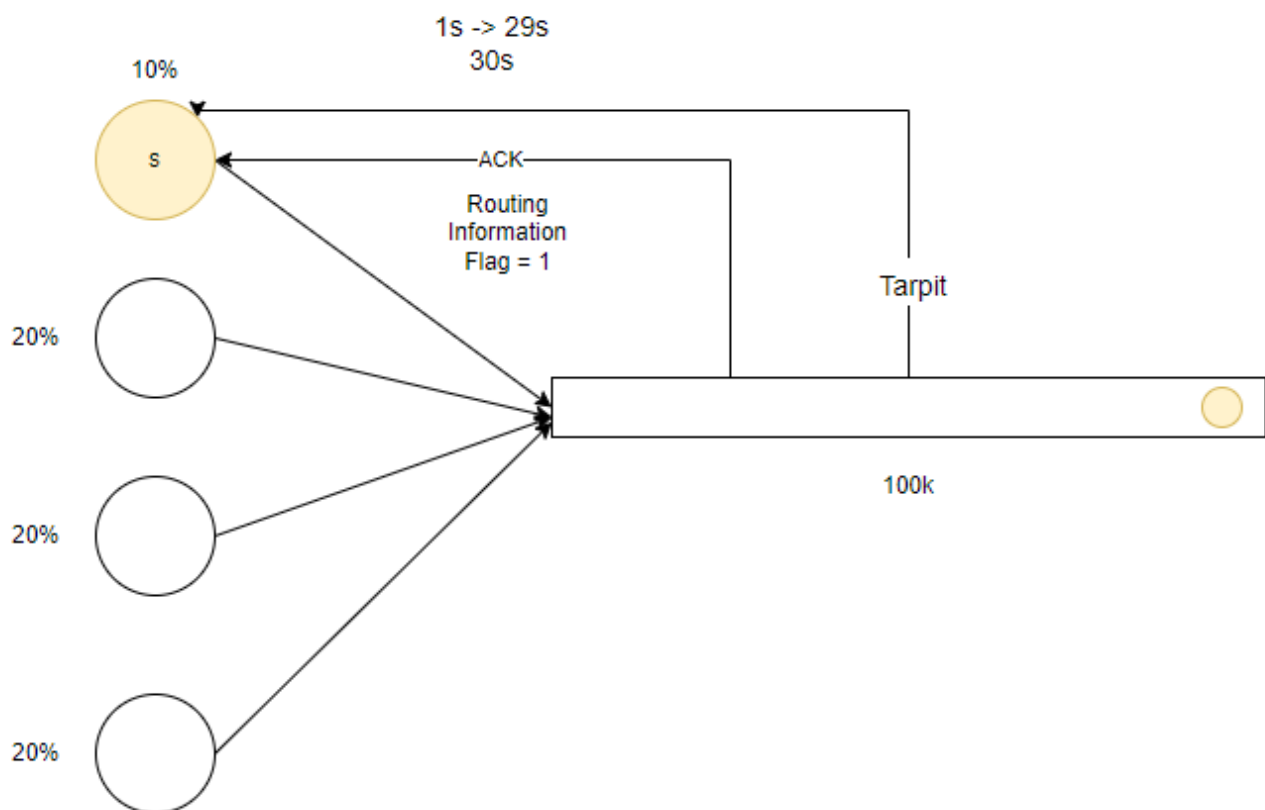 1s -> 29s
30s
10%
s
ACK
Routing
Information
Flag = 1
Tarpit
20%
100k
20%
20%